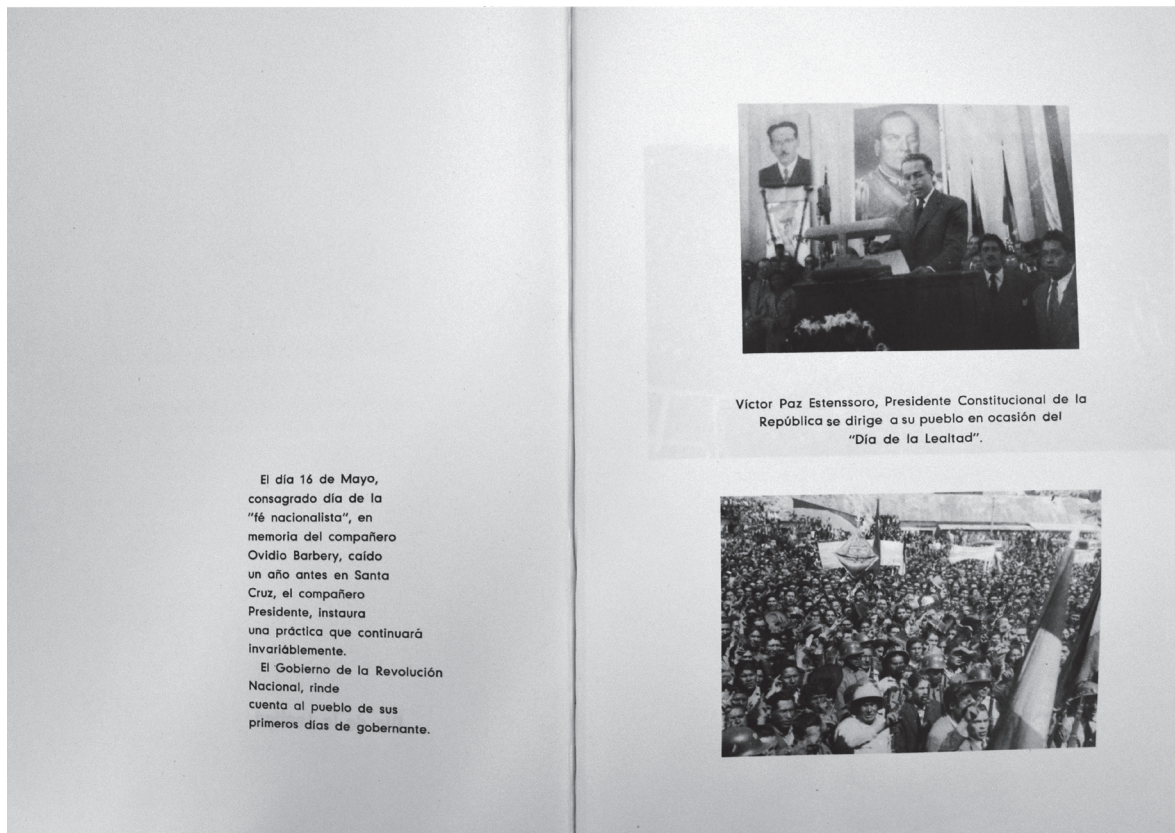 El día 16 de Mayo,
consagrado día de la
"fé nacionalista", en
memoria del compañero
Ovidio Barbery, caído
un año antes en Santa
Cruz, el compañero
Presidente, instaura
una práctica que continuará
invariáblemente.
El Gobierno de la Revolución
Nacional, rinde
cuenta al pueblo de sus
primeros días de gobernante.
Víctor Paz Estenssoro, Presidente Constitucional de la
República se dirige a su pueblo en ocasión del
"Día de la Lealtad".